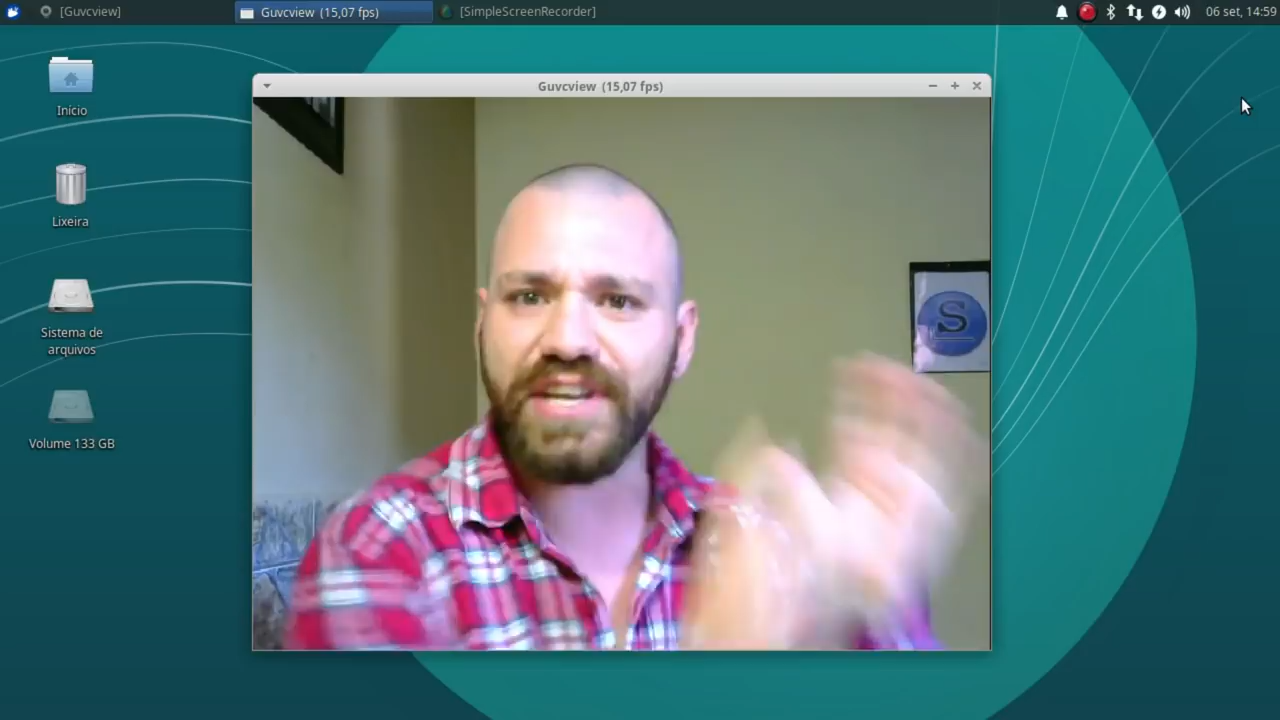 [Guvcview]
Guvcview (15,07 fps)
[SimpleScreenRecorder]
06 set, 14:59
Início
Lixeira
Sistema de
arquivos
Volume 133 GB
Guvcview (15,07 fps)
S